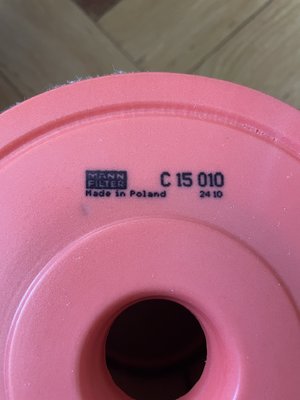 MANN
FILTER
C 15 010
Made in Poland
24 10